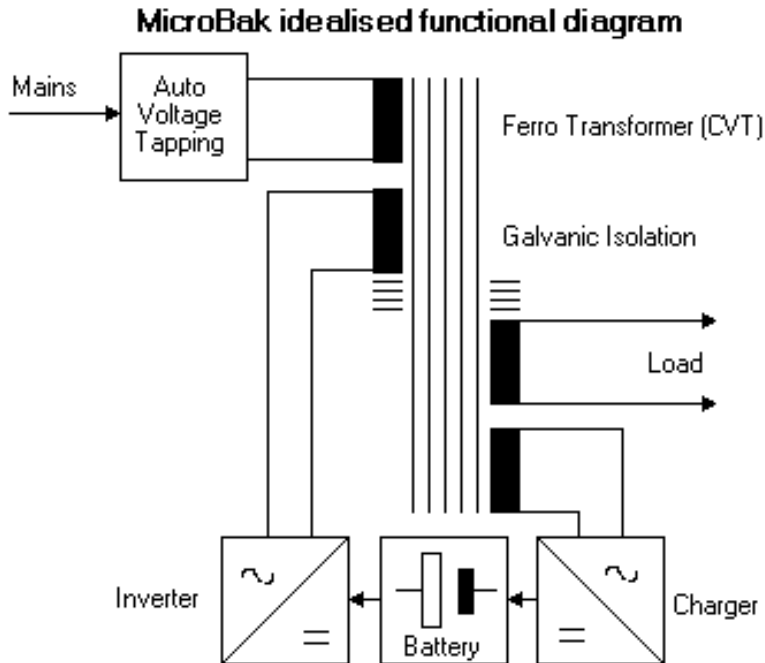 MicroBak idealised functional diagram
Mains
Auto
Voltage
Tapping
Ferro Transformer (CVT)
Galvanic Isolation
Load
Inverter
Battery
Charger